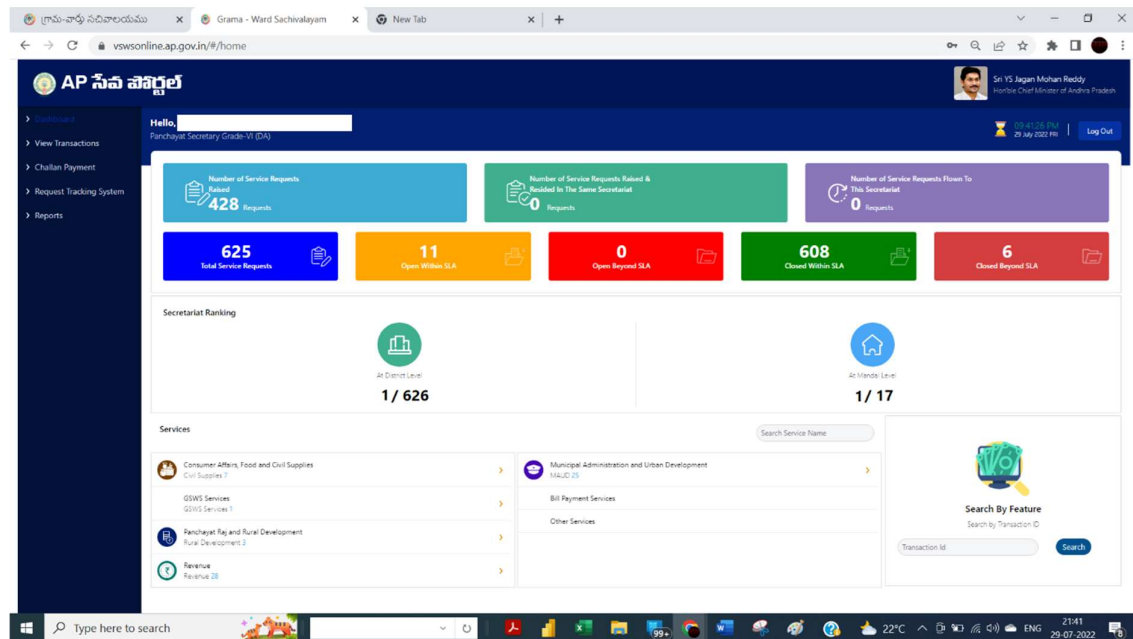 గ్రామ-వార్డు సచివాలయము
Grama - Ward Sachivalayam
New Tab
vswsonline.ap.gov.in/#/home
AP సేవ పోర్టల్
Sri YS Jagan Mohan Reddy
Hon'ble Chief Minister of Andhra Pradesh
Dashboard
View Transactions
Challan Payment
Request Tracking System
Reports
Hello,
Panchayat Secretary Grade-VI (DA)
09:41:26 PM
29 July 2022 FRI
Log Out
Number of Service Requests
Raised
428 Requests
Number of Service Requests Raised &
Resided In The Same Secretariat
0 Requests
Number of Service Requests Flown To
This Secretariat
0 Requests
625
Total Service Requests
11
Open Within SLA
0
Open Beyond SLA
608
Closed Within SLA
6
Closed Beyond SLA
Secretariat Ranking
At District Level
1 / 626
At Mandal Level
1 / 17
Services
Search Service Name
Consumer Affairs, Food and Civil Supplies
Civil Supplies 7
GSWS Services
GSWS Services 1
Panchayat Raj and Rural Development
Rural Development 3
Revenue
Revenue 28
Municipal Administration and Urban Development
MAUD 25
Bill Payment Services
Other Services
Search By Feature
Search by Transaction ID
Transaction Id
Search
Type here to search
99+
22°C
ENG
21:41
29-07-2022